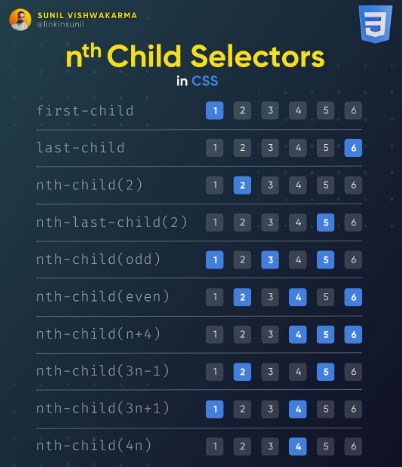 SUNIL VISHWAKARMA
@linkinsunil
3
nth Child Selectors
in CSS
first-child 1 2 3 4 5 6
last-child 1 2 3 4 5 6
nth-child(2) 1 2 3 4 5 6
nth-last-child(2) 1 2 3 4 5 6
nth-child(odd) 1 2 3 4 5 6
nth-child(even) 1 2 3 4 5 6
nth-child(n+4) 1 2 3 4 5 6
nth-child(3n-1) 1 2 3 4 5 6
nth-child(3n+1) 1 2 3 4 5 6
nth-child(4n) 1 2 3 4 5 6